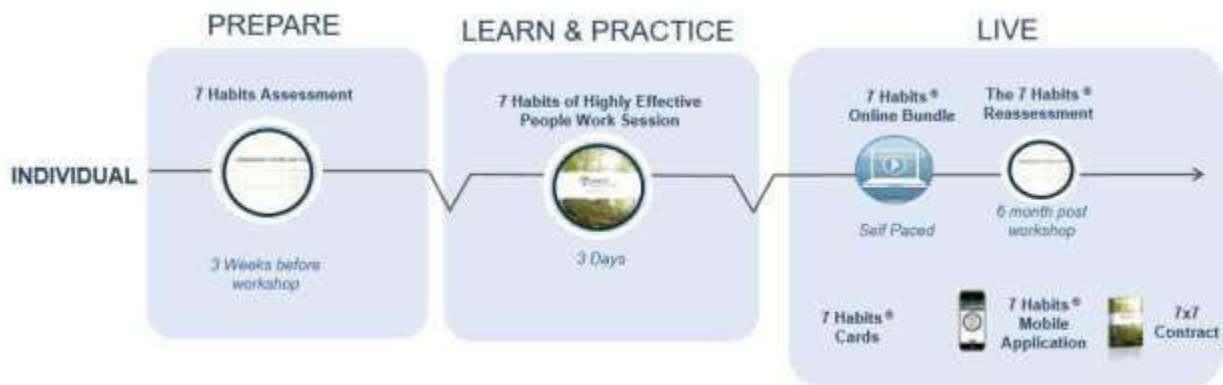 PREPARE
LEARN & PRACTICE
LIVE
7 Habits Assessment
7 Habits of Highly Effective
People Work Session
7 Habits ®
Online Bundle
The 7 Habits ®
Reassessment
INDIVIDUAL
3 Weeks before
workshop
3 Days
Self Paced
6 month post
workshop
7 Habits ®
Cards
7 Habits ®
Mobile
Application
7x7
Contract